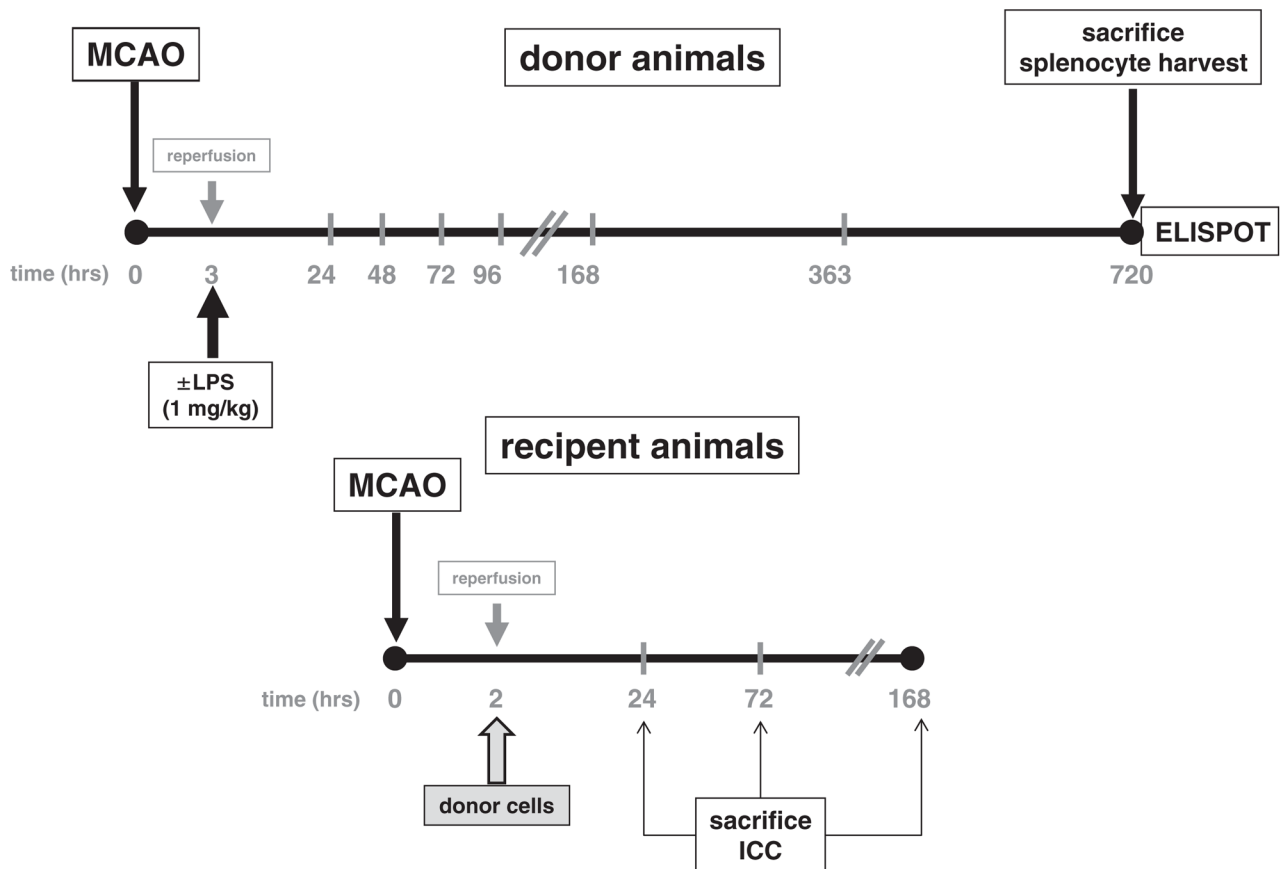 MCAO
donor animals
sacrifice
splenocyte harvest
reperfusion
ELISPOT
time (hrs) 0 3 24 48 72 96 168 363 720
±LPS
(1 mg/kg)
recipent animals
MCAO
reperfusion
time (hrs) 0 2 24 72 168
donor cells
sacrifice
ICC